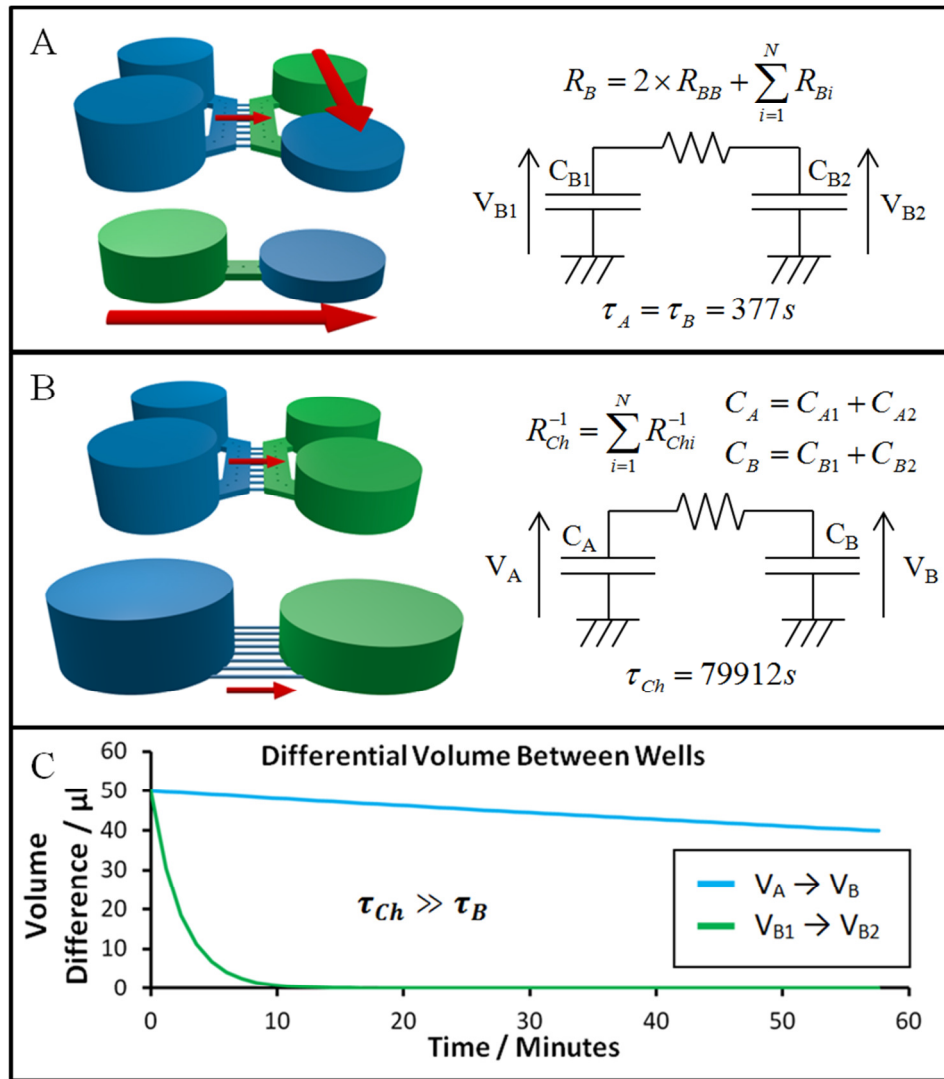 A
R_B = 2 × R_BB + ∑_{i=1}^{N} R_Bi
C_B1
C_B2
V_B1
V_B2
τ_A = τ_B = 377s
B
R_Ch^{-1} = ∑_{i=1}^{N} R_Chi^{-1}
C_A = C_A1 + C_A2
C_B = C_B1 + C_B2
C_A
C_B
V_A
V_B
τ_Ch = 79912s
C
Differential Volume Between Wells
Volume
Difference / µl
60
50
40
30
20
10
0
τ_Ch ≫ τ_B
V_A → V_B
V_B1 → V_B2
0 10 20 30 40 50 60
Time / Minutes